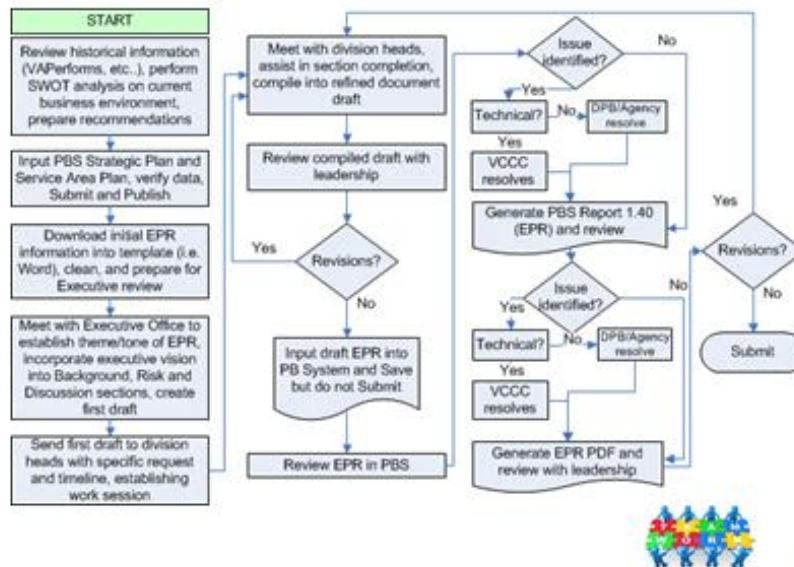 START
Review historical information
(VAPerforms, etc..), perform
SWOT analysis on current
business environment,
prepare recommendations
Input PBS Strategic Plan and
Service Area Plan, verify data,
Submit and Publish
Download initial EPR
information into template (i.e.
Word), clean, and prepare for
Executive review
Meet with Executive Office to
establish theme/tone of EPR,
incorporate executive vision
into Background, Risk and
Discussion sections, create
first draft
Send first draft to division
heads with specific request
and timeline, establishing
work session
Meet with division heads,
assist in section completion,
compile into refined document
draft
Review compiled draft with
leadership
Yes
Revisions?
No
Input draft EPR into
PB System and Save
but do not Submit
Review EPR in PBS
Issue
identified?
No
Yes
Technical?
No
DPB/Agency
resolve
Yes
VCCC
resolves
Generate PBS Report 1.40
(EPR) and review
Issue
identified?
No
Yes
Technical?
No
DPB/Agency
resolve
Yes
VCCC
resolves
Generate EPR PDF and
review with leadership
Yes
Revisions?
No
Submit